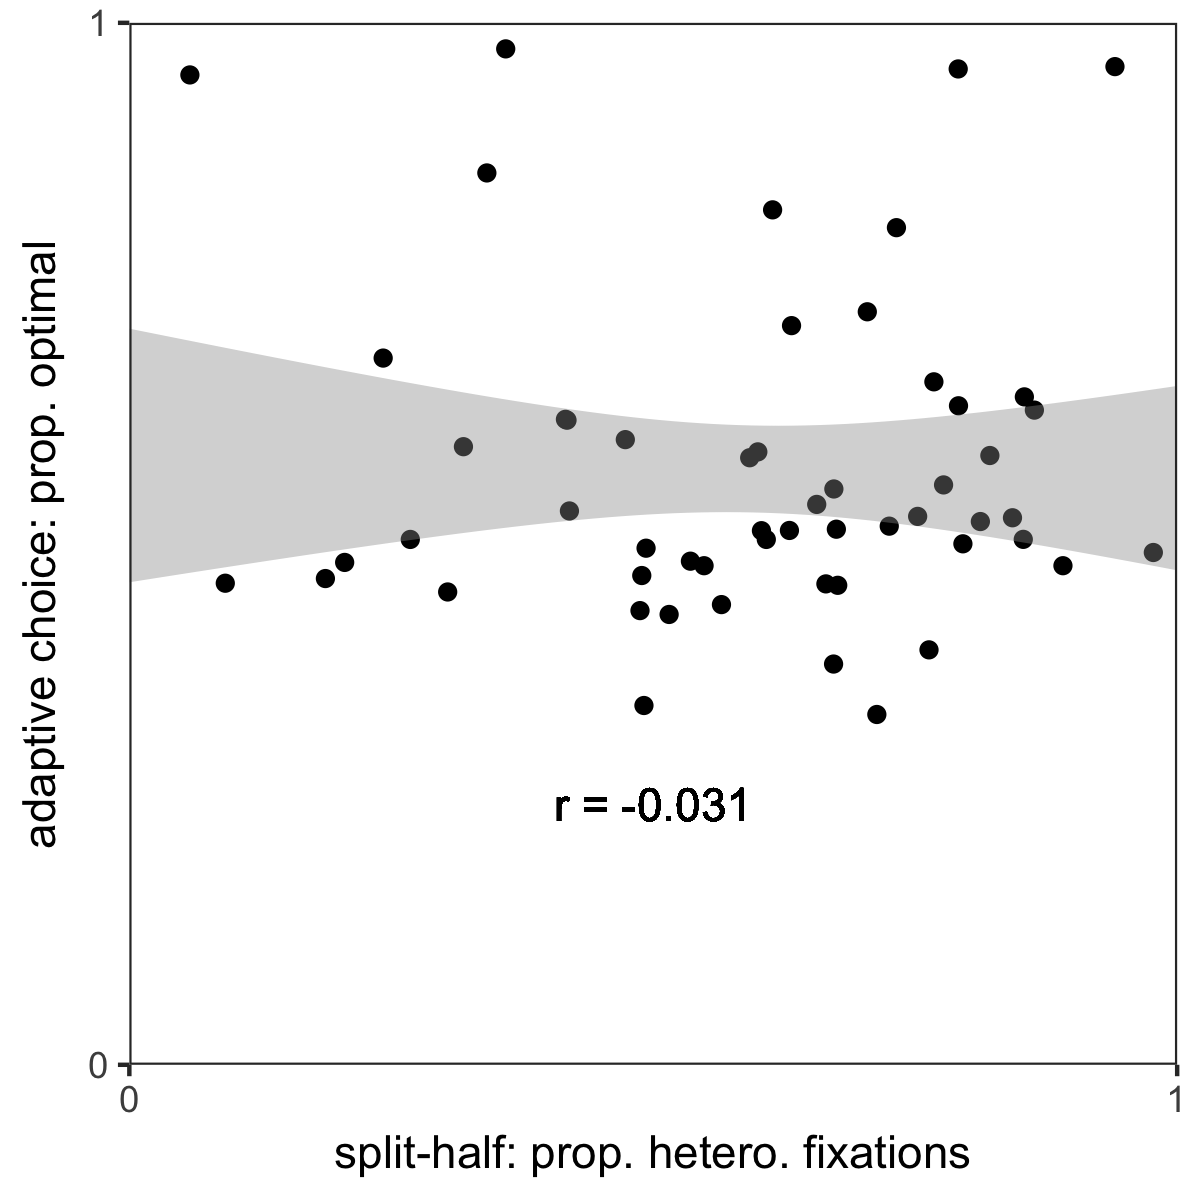 1
adaptive choice: prop. optimal
r = -0.031
0
0
1
split-half: prop. hetero. fixations